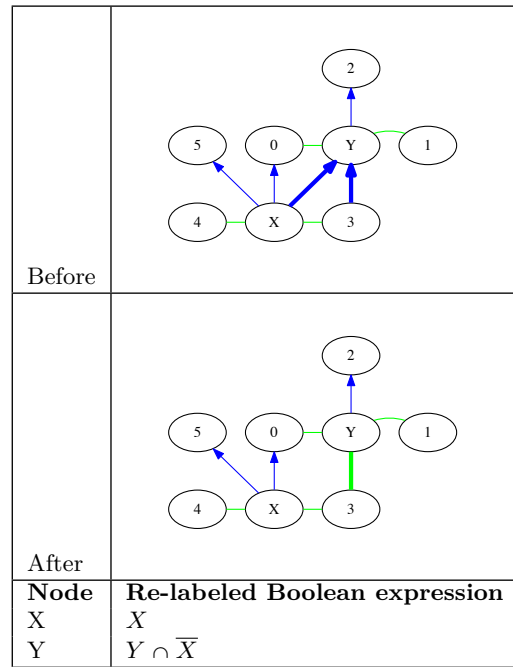 2
5 0 Y 1
4 X 3
Before
2
5 0 Y 1
4 X 3
After
Node Re-labeled Boolean expression
X X
Y Y ∩ X̅